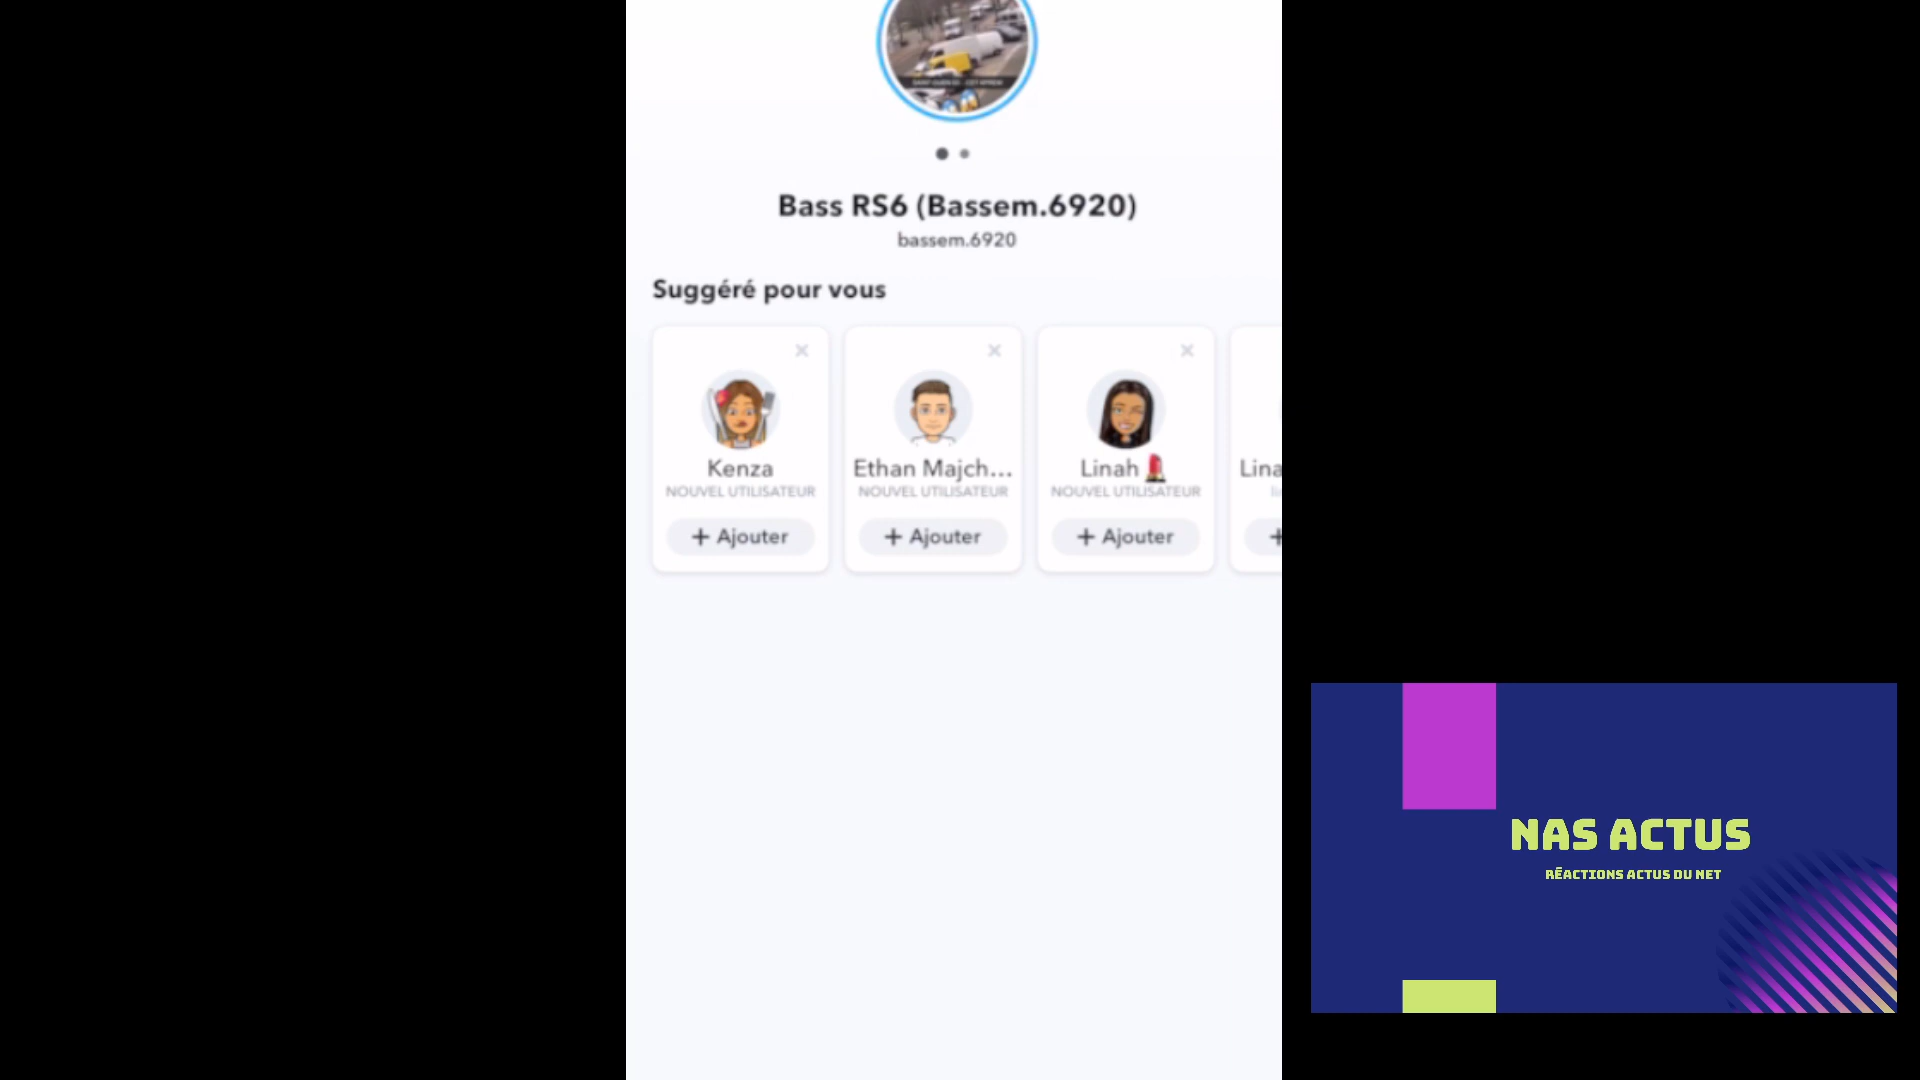 Bass RS6 (Bassem.6920)
bassem.6920
Suggéré pour vous
Kenza
NOUVEL UTILISATEUR
+ Ajouter
Ethan Majch...
NOUVEL UTILISATEUR
+ Ajouter
Linah
NOUVEL UTILISATEUR
+ Ajouter
Lina
+
NAS ACTUS
RÉACTIONS ACTUS DU NET